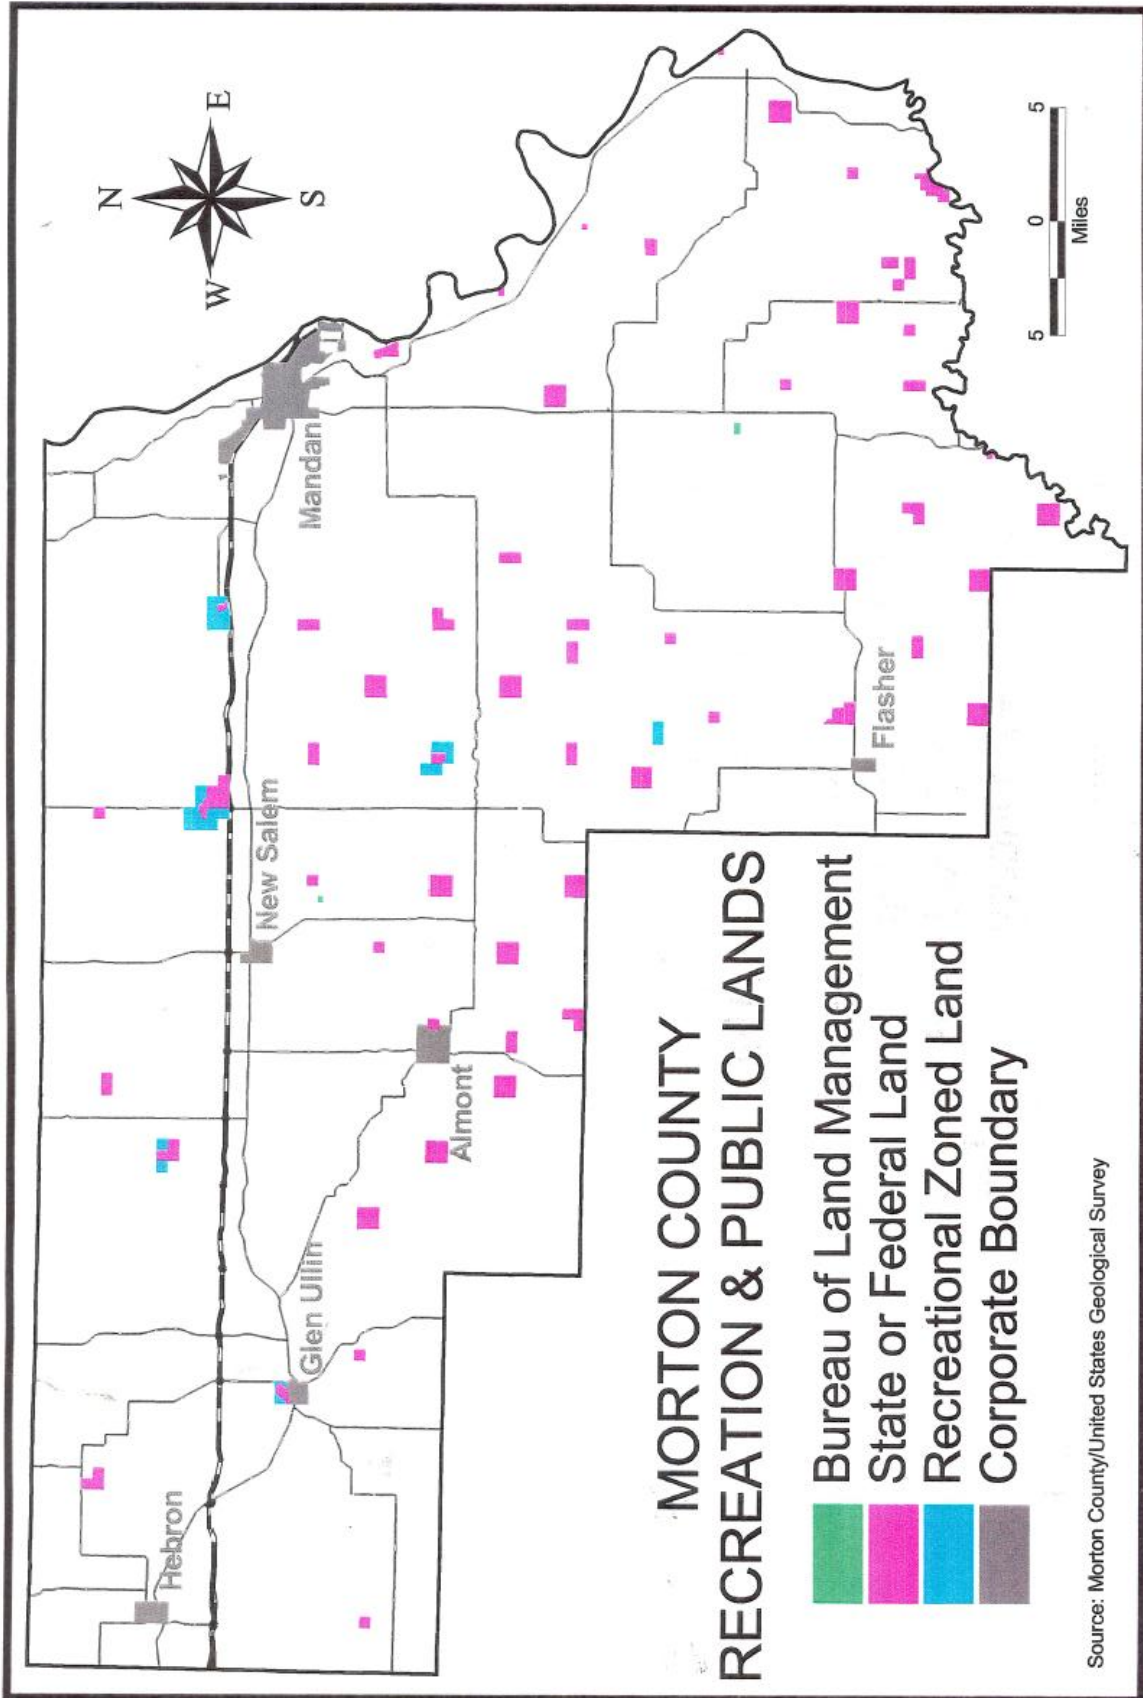 N
E
S
W
Mandan
New Salem
Almont
Glen Ullin
Hebron
Flasher
MORTON COUNTY
RECREATION & PUBLIC LANDS
Bureau of Land Management
State or Federal Land
Recreational Zoned Land
Corporate Boundary
5 0 5
Miles
Source: Morton County/United States Geological Survey